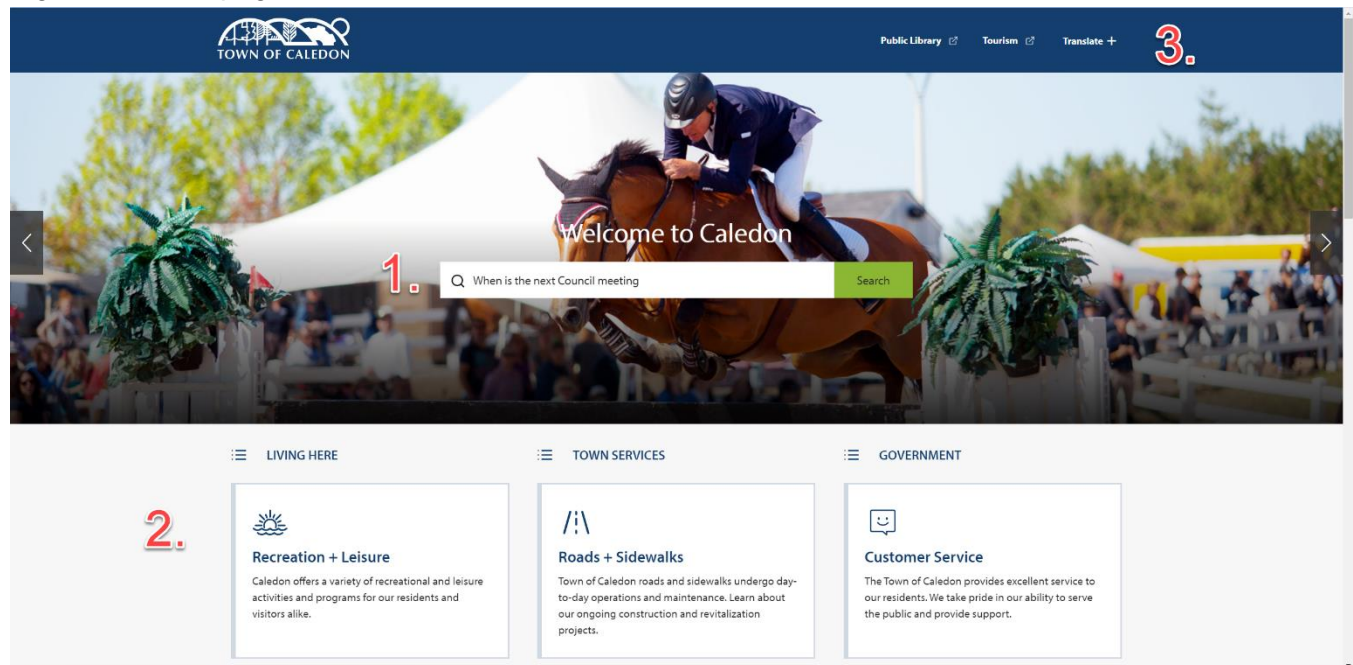 TOWN OF CALEDON
Public Library
Tourism
Translate +
3.
Welcome to Caledon
1.
When is the next Council meeting
Search
LIVING HERE
TOWN SERVICES
GOVERNMENT
2.
Recreation + Leisure
Caledon offers a variety of recreational and leisure
activities and programs for our residents and
visitors alike.
Roads + Sidewalks
Town of Caledon roads and sidewalks undergo day-
to-day operations and maintenance. Learn about
our ongoing construction and revitalization
projects.
Customer Service
The Town of Caledon provides excellent service to
our residents. We take pride in our ability to serve
the public and provide support.